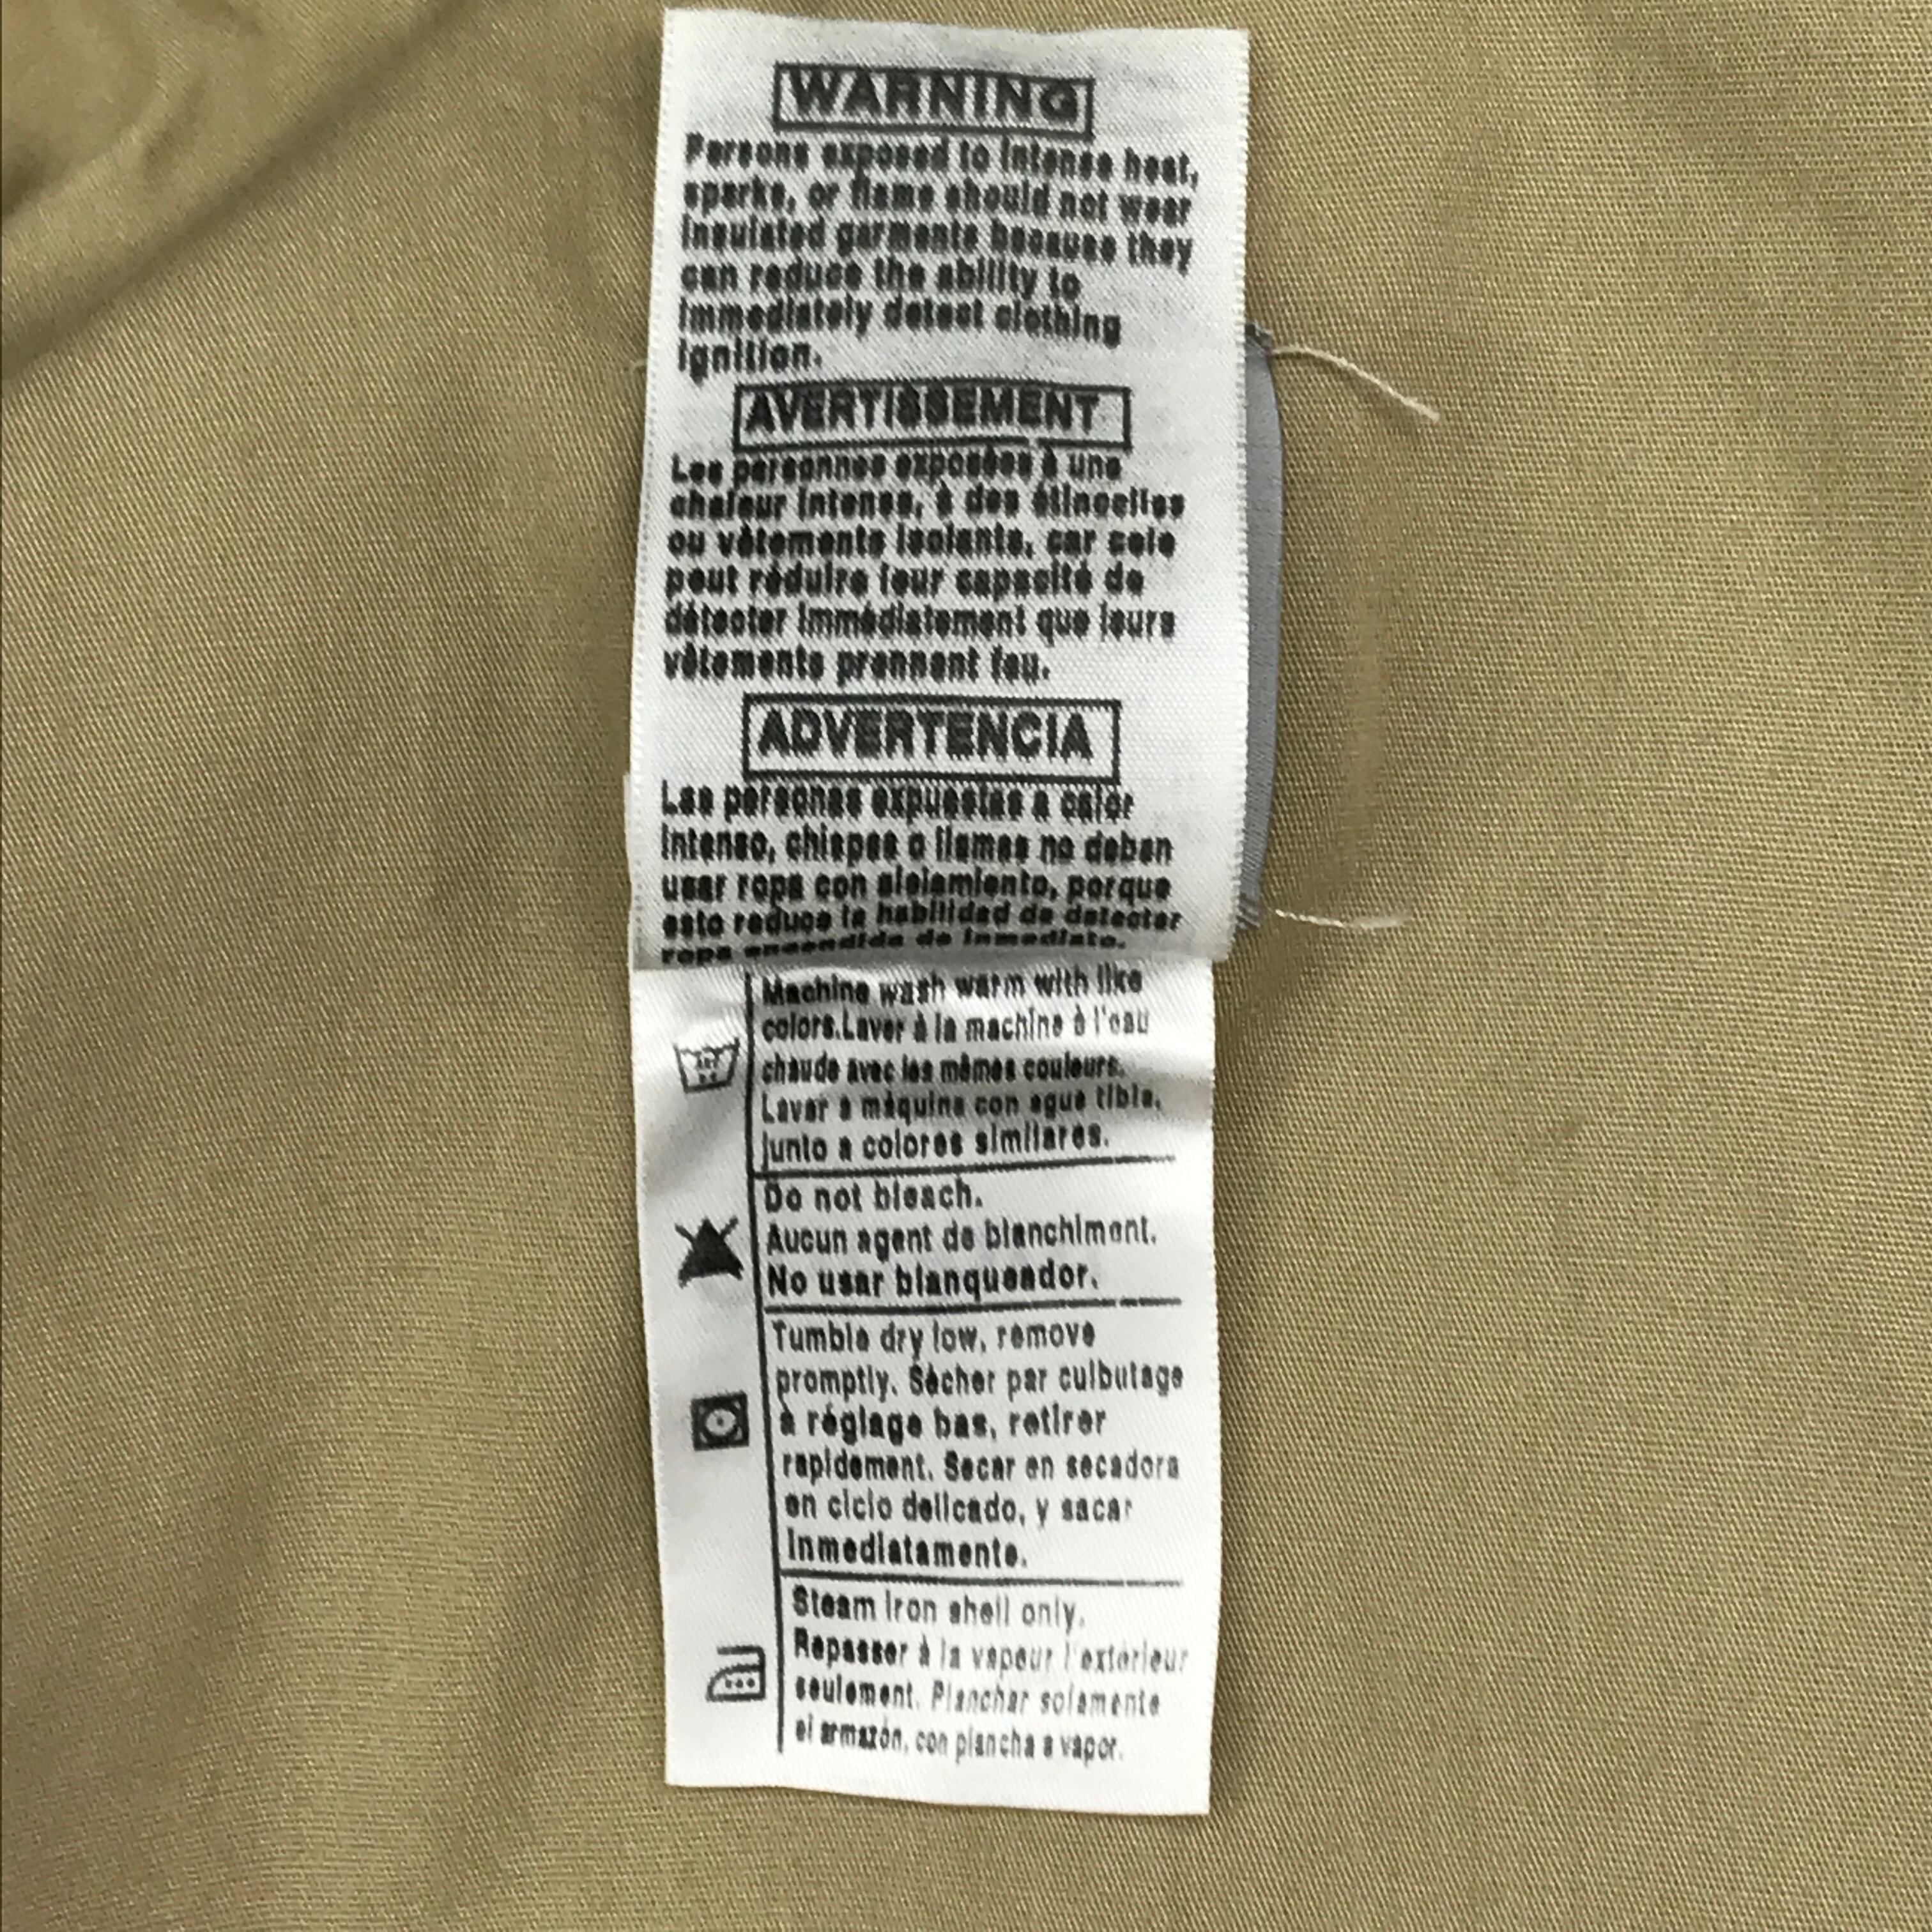 WARNING
Persons exposed to intense heat,
sparks, or flame should not wear
insulated garments because they
can reduce the ability to
immediately detect clothing
ignition.
AVERTISSEMENT
Les personnes exposées à une
chaleur intense, à des étincelles
ou vêtements isolants, car cela
peut réduire leur capacité de
détecter immédiatement que leurs
vêtements prennent feu.
ADVERTENCIA
Las personas expuestas a calor
intenso, chispas o llamas no deben
usar ropa con aislamiento, porque
esto reduce la habilidad de detectar
ropa encendida de inmediato.
Machine wash warm with like
colors.Laver à la machine à l'eau
chaude avec les mêmes couleurs.
Lavar a máquina con agua tibia,
junto a colores similares.
Do not bleach.
Aucun agent de blanchiment.
No usar blanqueador.
Tumble dry low, remove
promptly. Sécher par culbutage
à réglage bas, retirer
rapidement. Secar en secadora
en ciclo delicado, y sacar
inmediatamente.
Steam iron shell only.
Repasser à la vapeur l'extérieur
seulement. Planchar solamente
el armazón, con plancha a vapor.